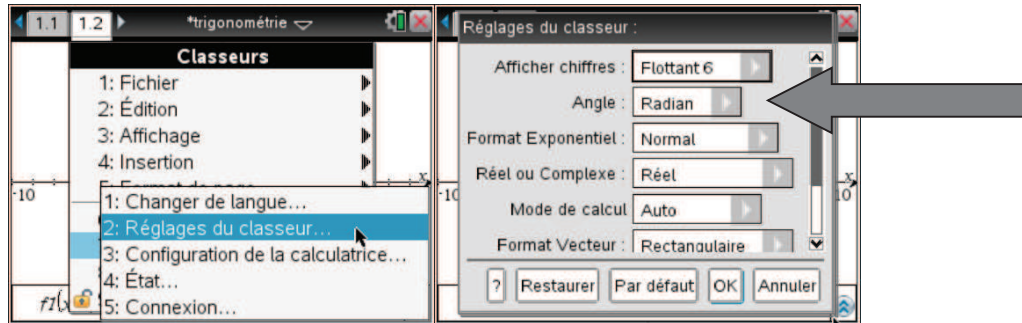 1.1 1.2 *trigonométrie
Classeurs
1: Fichier
2: Édition
3: Affichage
4: Insertion
1: Changer de langue...
2: Réglages du classeur...
3: Configuration de la calculatrice...
4: État...
5: Connexion...
-10
x
f1(x
Réglages du classeur :
Afficher chiffres : Flottant 6
Angle : Radian
Format Exponentiel : Normal
Réel ou Complexe : Réel
Mode de calcul Auto
Format Vecteur : Rectangulaire
? Restaurer Par défaut OK Annuler
-10
x
10